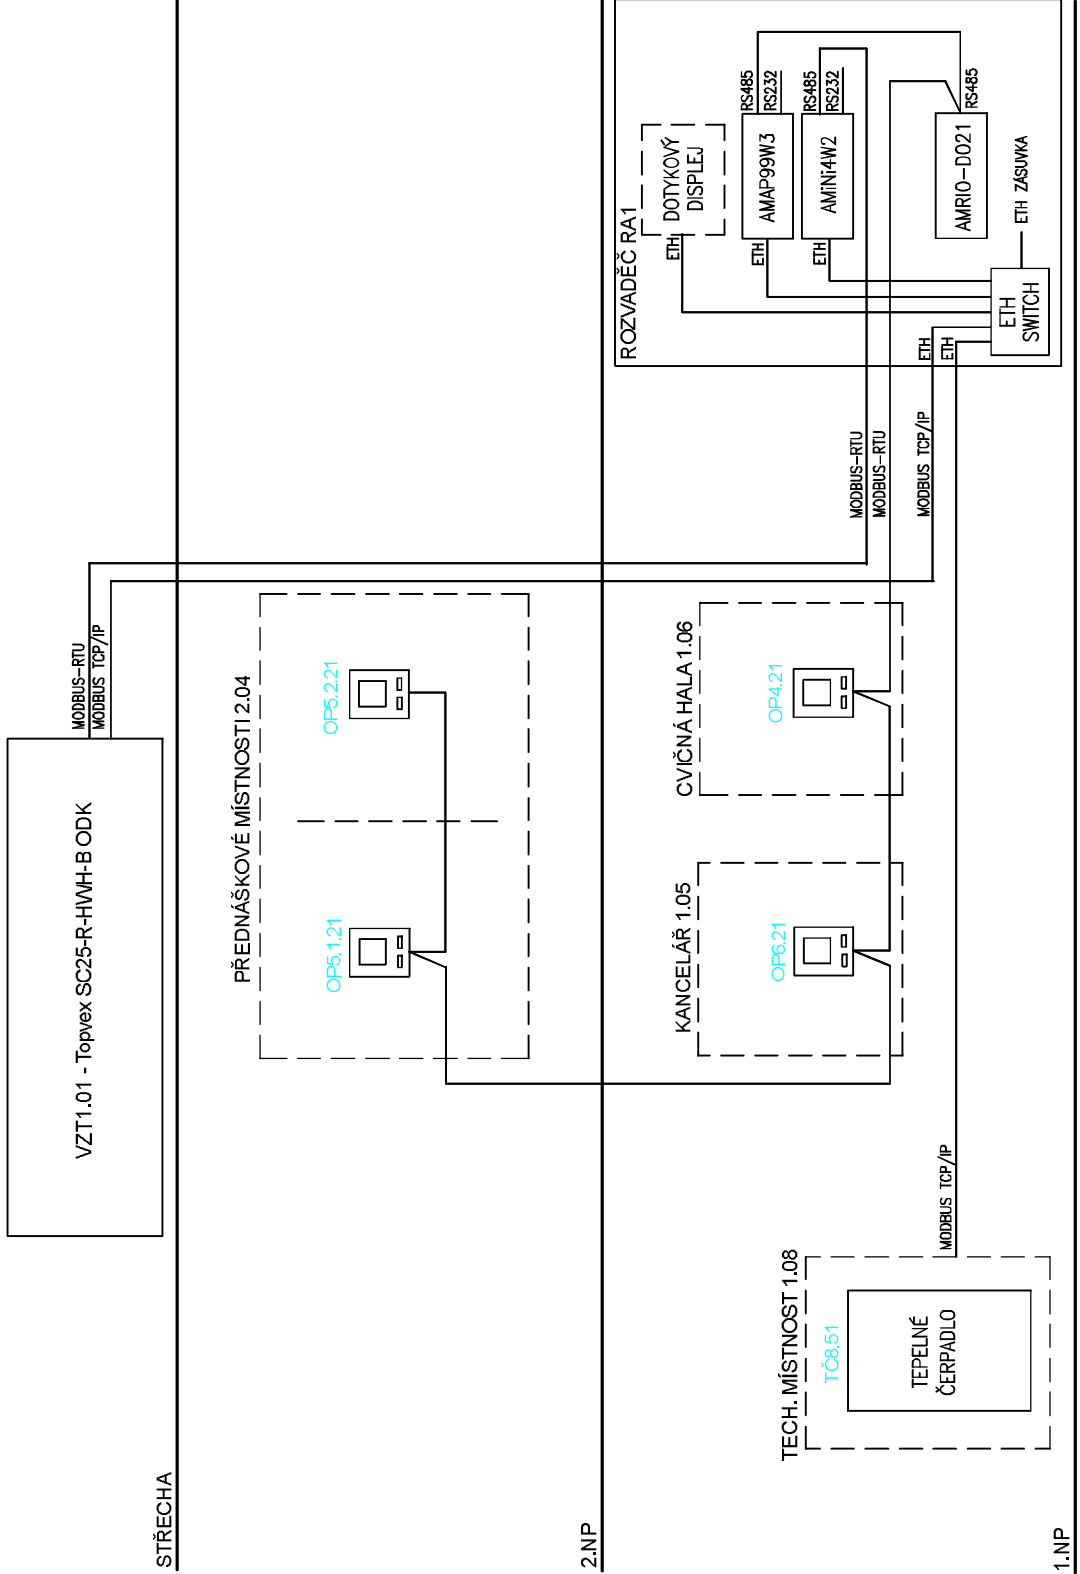 STŘECHA
VZT1.01 - Topvex SC25-R-HWH-B ODK
MODBUS-RTU
MODBUS TCP/IP
2.NP
PŘEDNÁŠKOVÉ MÍSTNOSTI 2.04
OP5.1.21
OP5.2.21
1.NP
TECH. MÍSTNOST 1.08
TČ8.51
TEPELNÉ
ČERPADLO
MODBUS TCP/IP
KANCELÁŘ 1.05
OP6.21
CVIČNÁ HALA 1.06
OP4.21
MODBUS-RTU
MODBUS-RTU
MODBUS TCP/IP
ROZVADĚČ RA1
DOTYKOVÝ
DISPLEJ
ETH
AMAP99W3
ETH
RS485
RS232
AMiNi4W2
ETH
RS485
RS232
AMRIO-DO21
RS485
ETH
ETH
ETH
SWITCH
ETH ZÁSUVKA